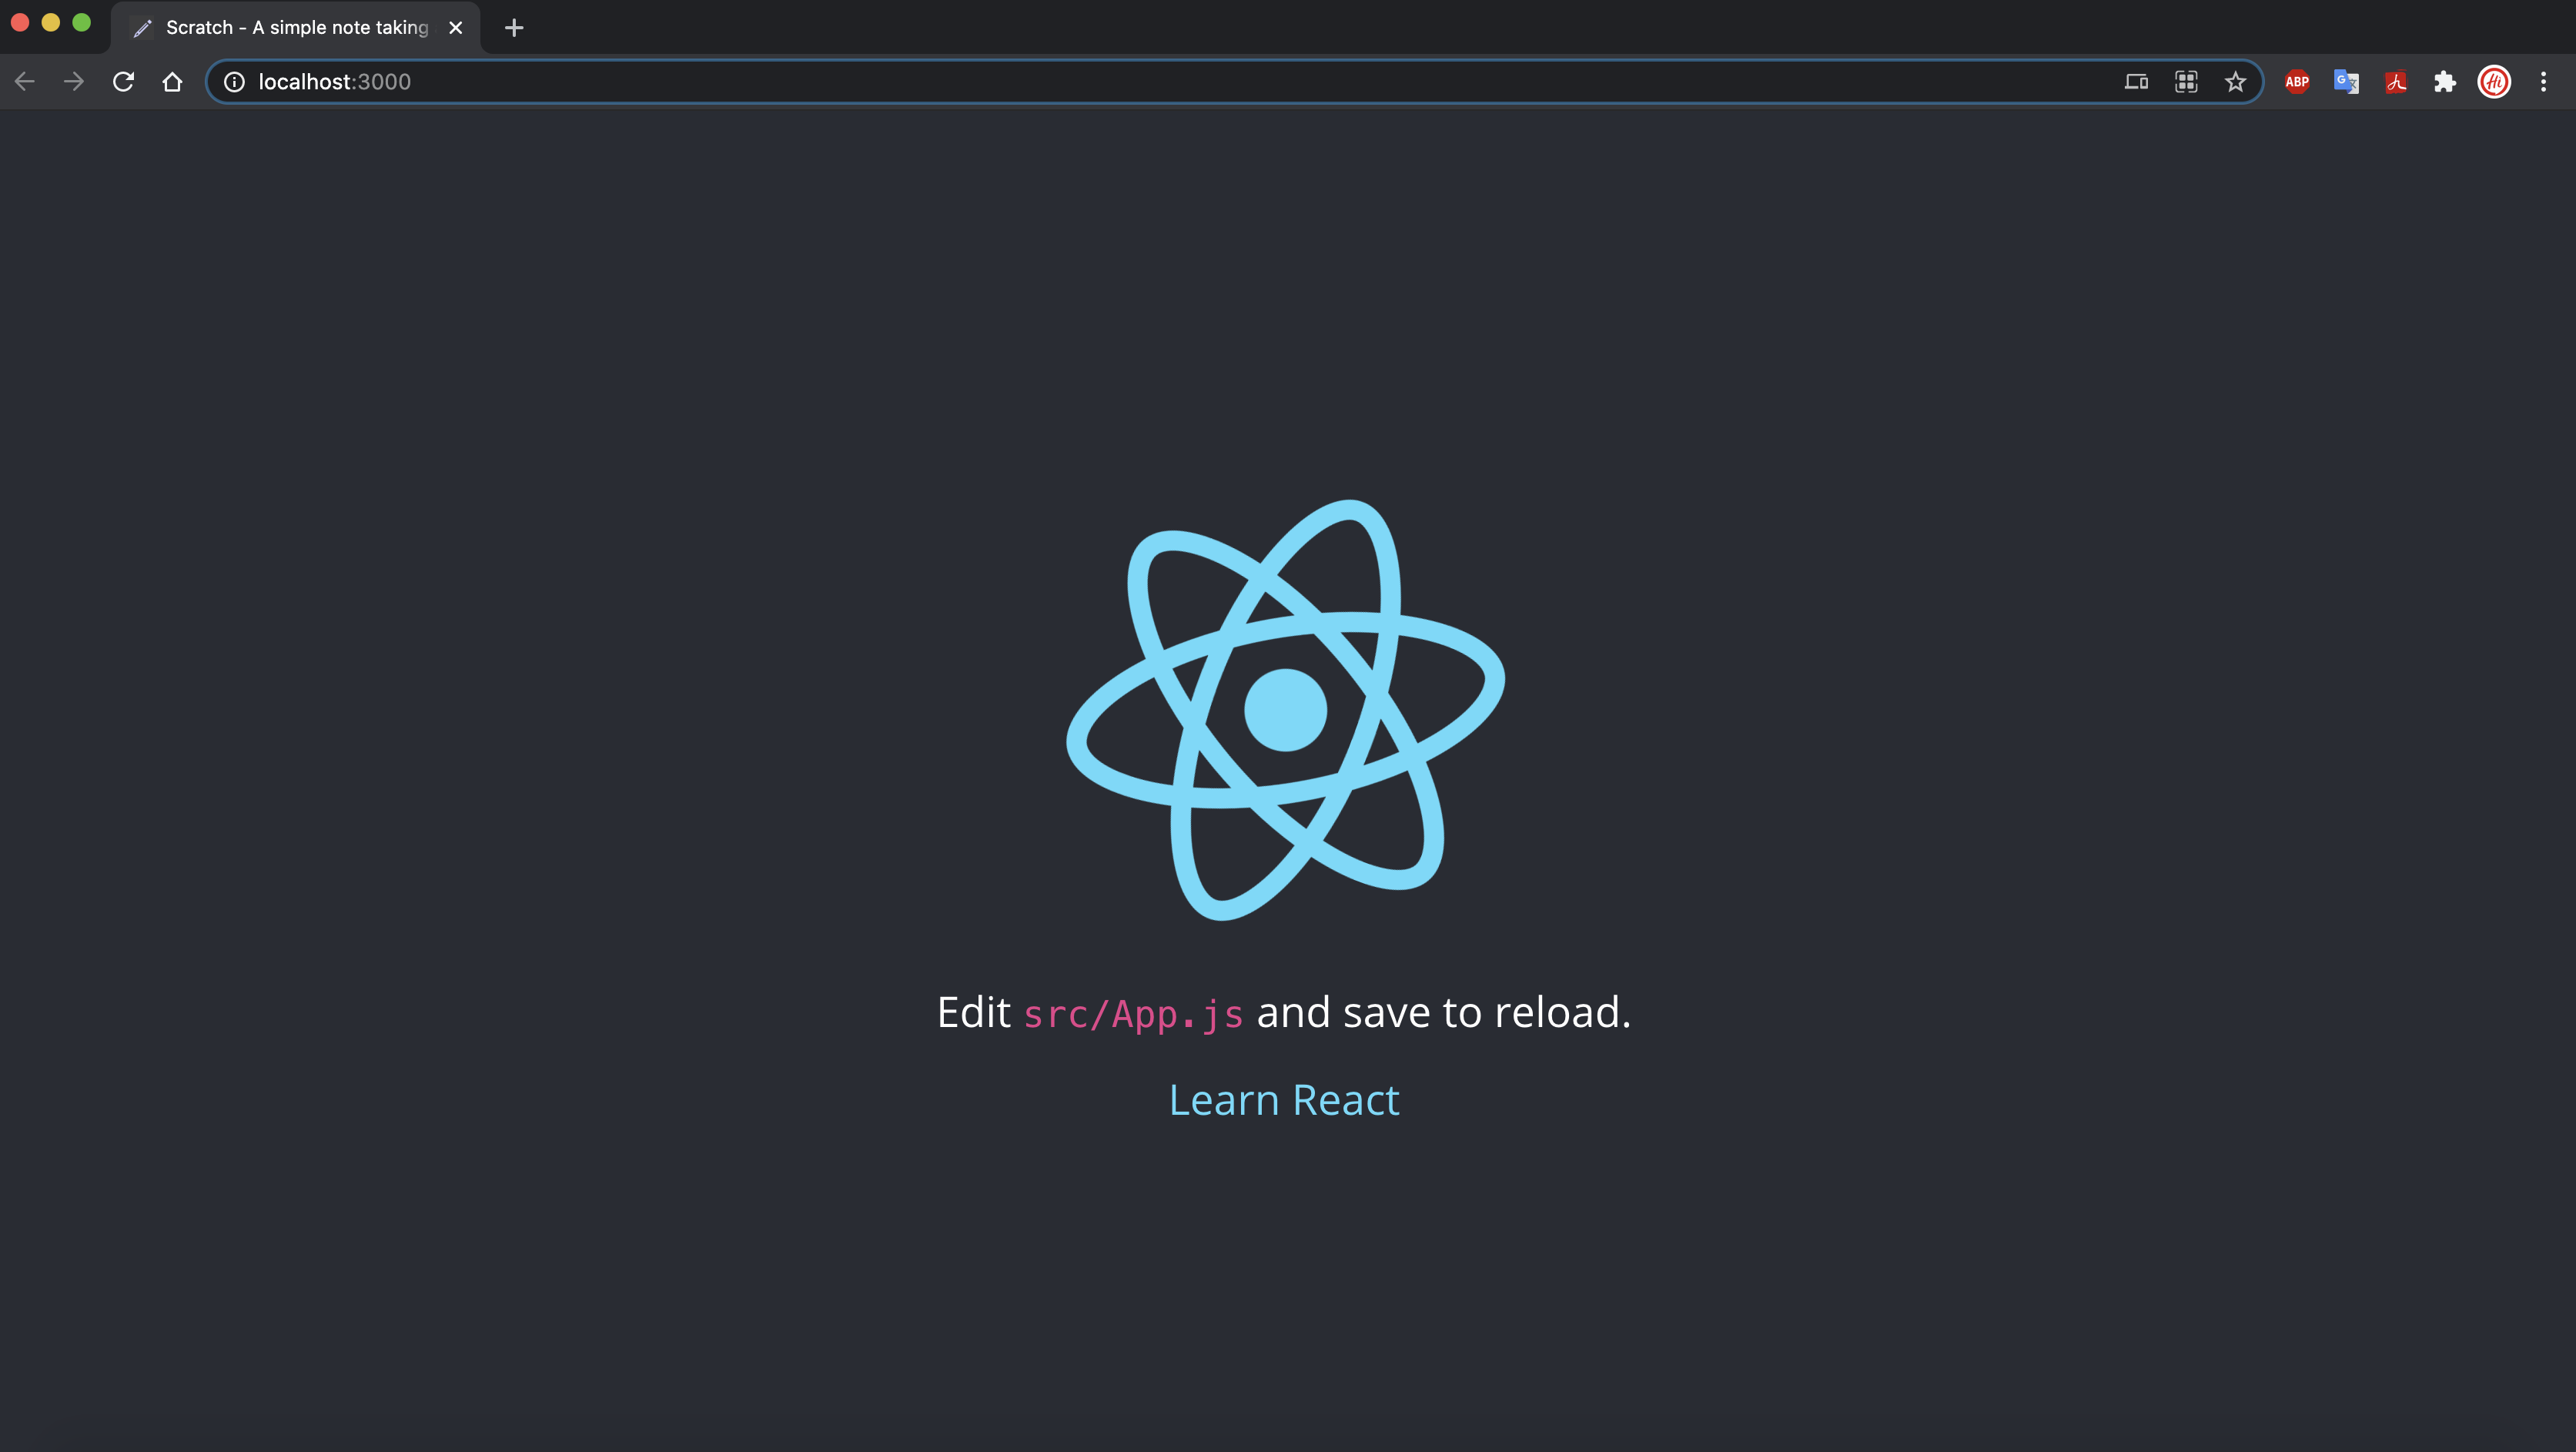 Scratch - A simple note taking
localhost:3000
ABP
Edit src/App.js and save to reload.
Learn React